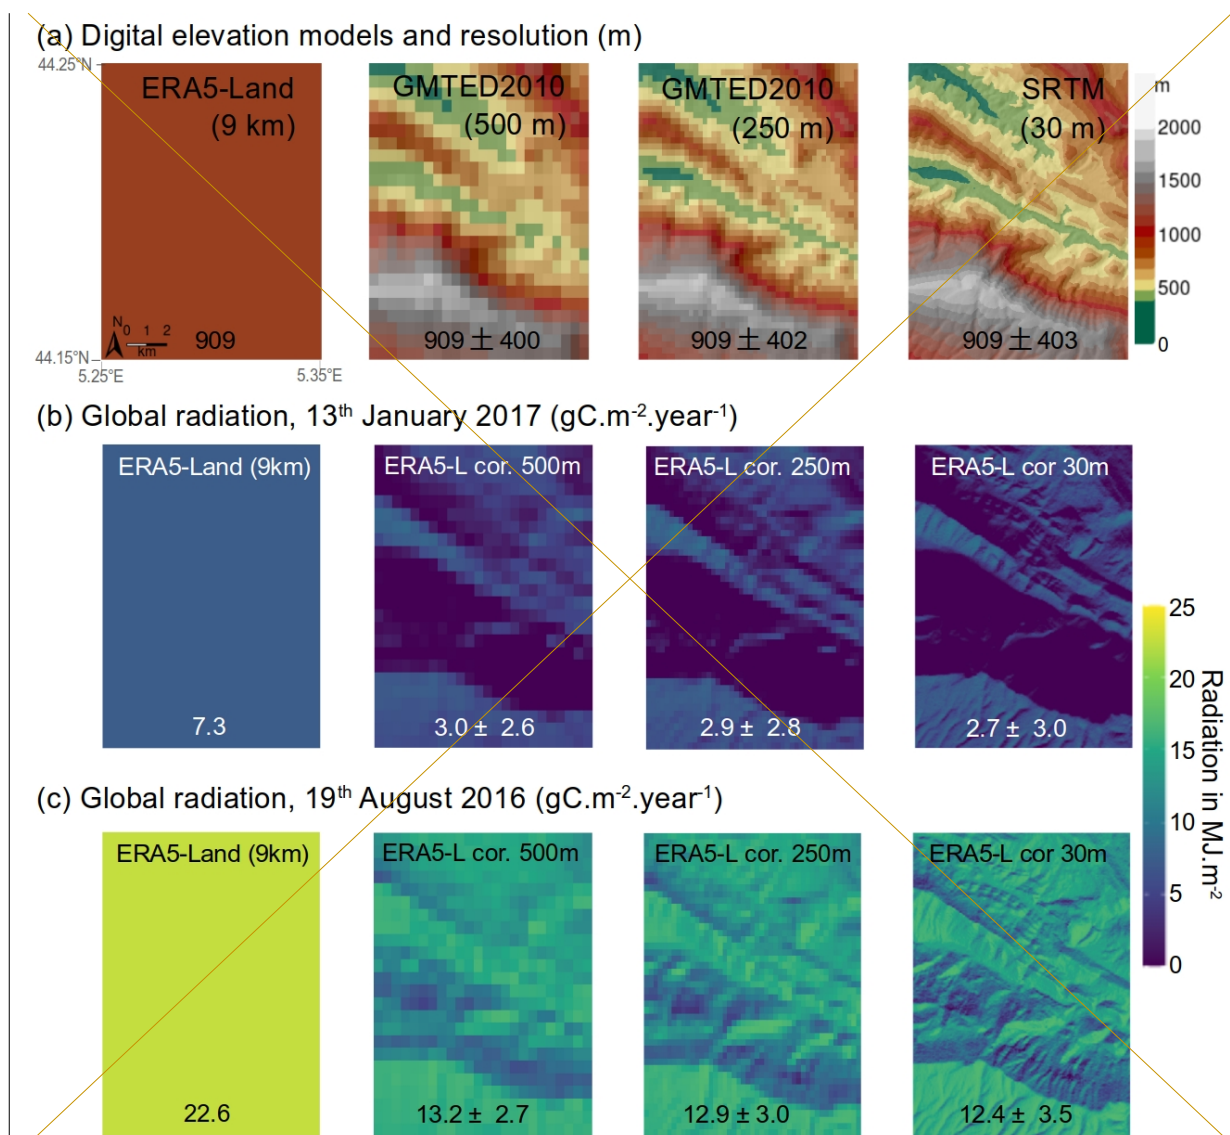 (a) Digital elevation models and resolution (m)
44.25°N
ERA5-Land
(9 km)
GMTED2010
(500 m)
GMTED2010
(250 m)
SRTM
(30 m)
m
2000
1500
1000
500
0
N
0 1 2
km
909
909 ± 400
909 ± 402
909 ± 403
44.15°N
5.25°E
5.35°E
(b) Global radiation, 13th January 2017 (gC.m-2.year-1)
ERA5-Land (9km)
ERA5-L cor. 500m
ERA5-L cor. 250m
ERA5-L cor 30m
7.3
3.0 ± 2.6
2.9 ± 2.8
2.7 ± 3.0
(c) Global radiation, 19th August 2016 (gC.m-2.year-1)
ERA5-Land (9km)
ERA5-L cor. 500m
ERA5-L cor. 250m
ERA5-L cor 30m
22.6
13.2 ± 2.7
12.9 ± 3.0
12.4 ± 3.5
25
20
15
10
5
0
Radiation in MJ.m-2